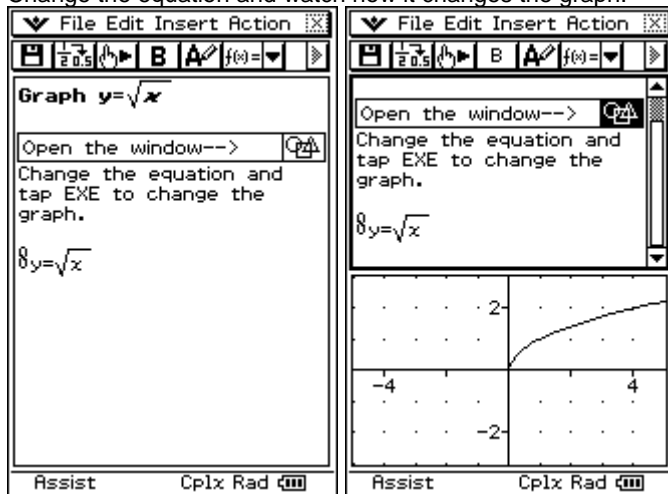 Change the equation and watch how it changes the graph.
File Edit Insert Action
B f(x)=
Graph y=√x
Open the window-->
Change the equation and
tap EXE to change the
graph.
y=√x
Assist Cplx Rad
File Edit Insert Action
B f(x)=
Open the window-->
Change the equation and
tap EXE to change the
graph.
y=√x
2
-4 4
-2
Assist Cplx Rad